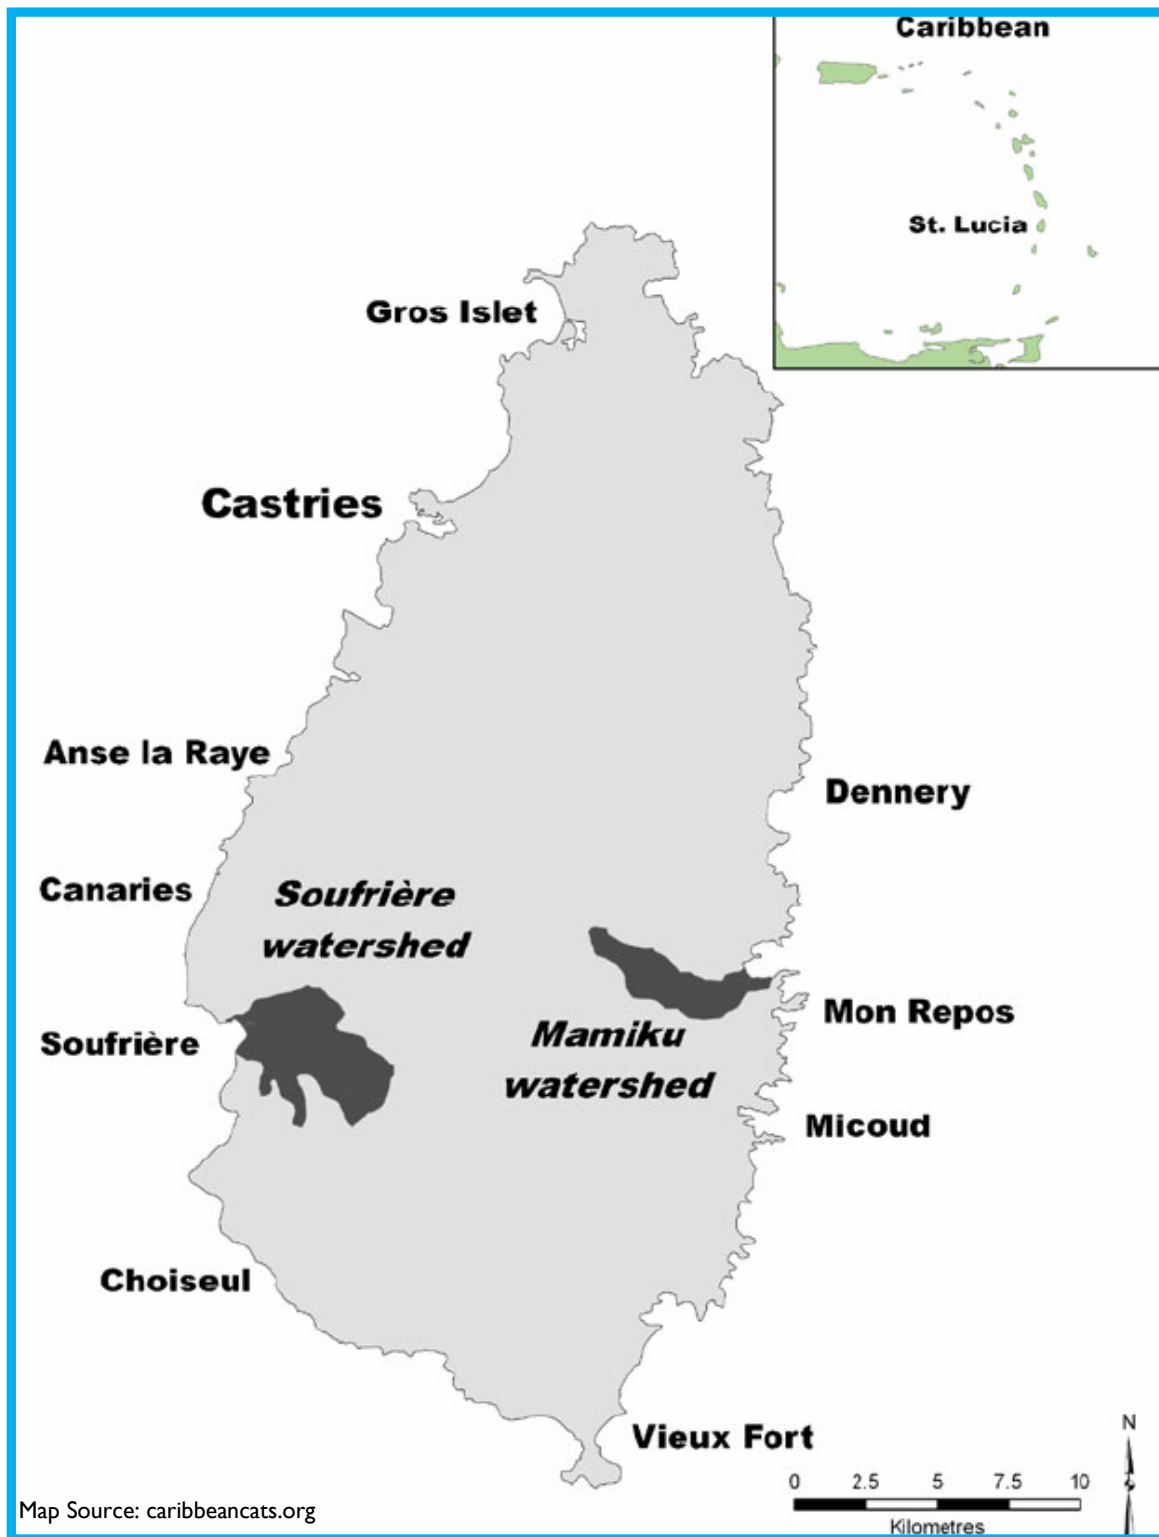 Caribbean
St. Lucia
Gros Islet
Castries
Anse la Raye
Dennery
Canaries
Soufrière
watershed
Mon Repos
Soufrière
Mamiku
watershed
Micoud
Choiseul
Vieux Fort
N
0 2.5 5 7.5 10
Kilometres
Map Source: caribbeancats.org